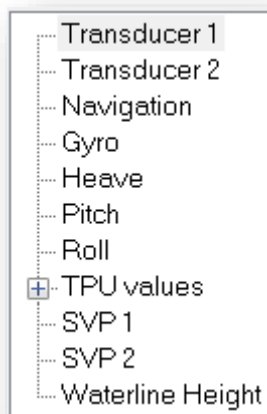 Transducer 1
Transducer 2
Navigation
Gyro
Heave
Pitch
Roll
TPU values
SVP 1
SVP 2
Waterline Height